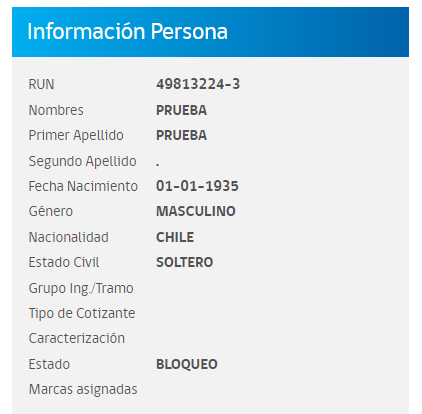 Información Persona
RUN 49813224-3
Nombres PRUEBA
Primer Apellido PRUEBA
Segundo Apellido .
Fecha Nacimiento 01-01-1935
Género MASCULINO
Nacionalidad CHILE
Estado Civil SOLTERO
Grupo Ing./Tramo
Tipo de Cotizante
Caracterización
Estado BLOQUEO
Marcas asignadas